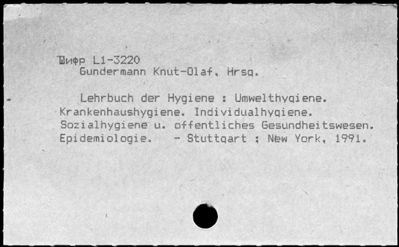 Шифр L1-3220
Gundermann Knut-Olaf, Hrsg.
Lehrbuch der Hygiene : Umwelthygiene.
Krankenhaushygiene. Individualhygiene.
Sozialhygiene u. offentliches Gesundheitswesen.
Epidemiologie. - Stuttgart ; New York, 1991.